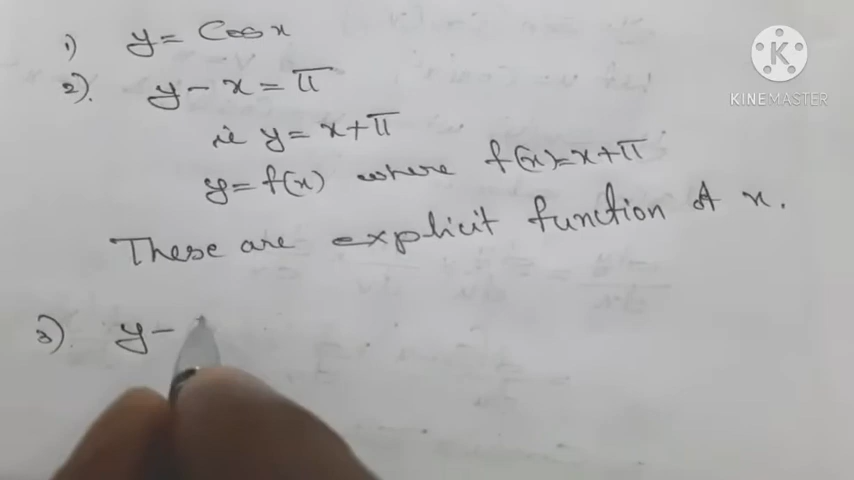 1) y = Cos x
2). y - x = π
KINEMASTER
ie y = x + π
y = f(x) where f(x) = x + π
These are explicit function of x.
3) y -